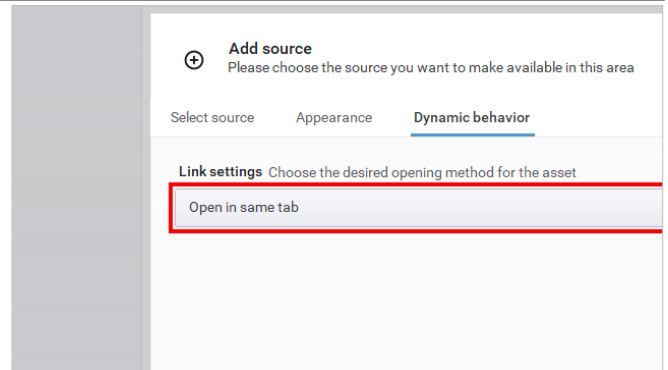 Add source
Please choose the source you want to make available in this area
Select source Appearance Dynamic behavior
Link settings Choose the desired opening method for the asset
Open in same tab